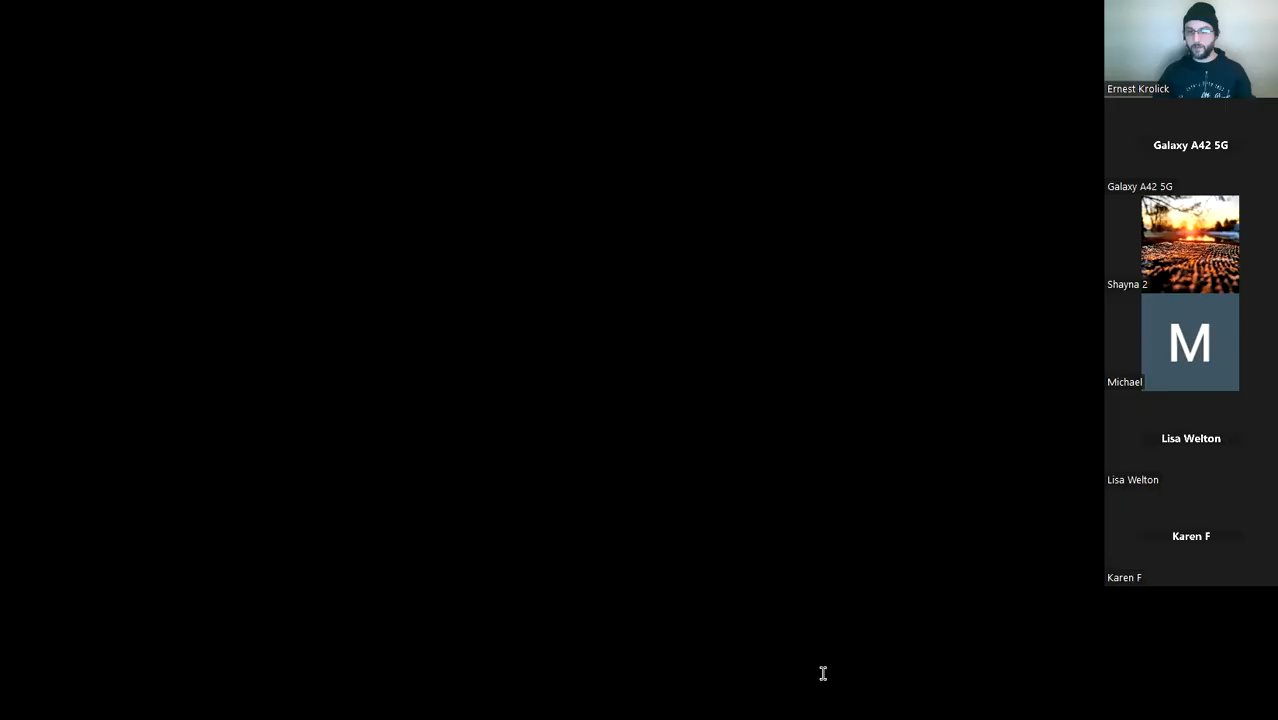 Ernest Krolick
Galaxy A42 5G
Galaxy A42 5G
Shayna 2
M
Michael
Lisa Welton
Lisa Welton
Karen F
Karen F